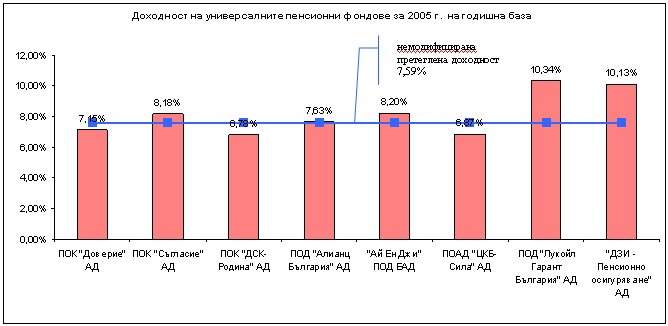 Доходност на универсалните пенсионни фондове за 2005 г. на годишна база
немодифицирана
претеглена доходност
7,59%
12,00%
10,00%
8,00%
6,00%
4,00%
2,00%
0,00%
7,15%
8,18%
6,78%
7,63%
8,20%
6,87%
10,34%
10,13%
ПОК "Доверие"
АД
ПОК "Съгласие"
АД
ПОК "ДСК-
Родина" АД
ПОД "Алианц
България" АД
"Ай Ен Джи"
ПОД ЕАД
ПОАД "ЦКБ-
Сила" АД
ПОД "Лукойл
Гарант
България" АД
"ДЗИ -
Пенсионно
осигуряване"
АД